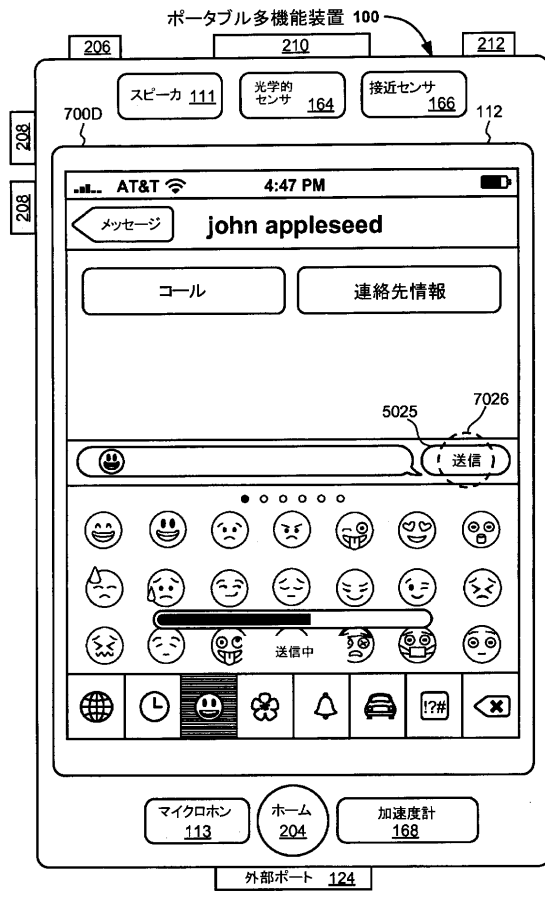 ポータブル多機能装置 100
206
210
212
スピーカ 111
光学的
センサ 164
接近センサ
166
208
208
700D
112
AT&T
4:47 PM
メッセージ
john appleseed
コール
連絡先情報
5025
7026
送信
送信中
!?#
マイクロホン
113
ホーム
204
加速度計
168
外部ポート 124